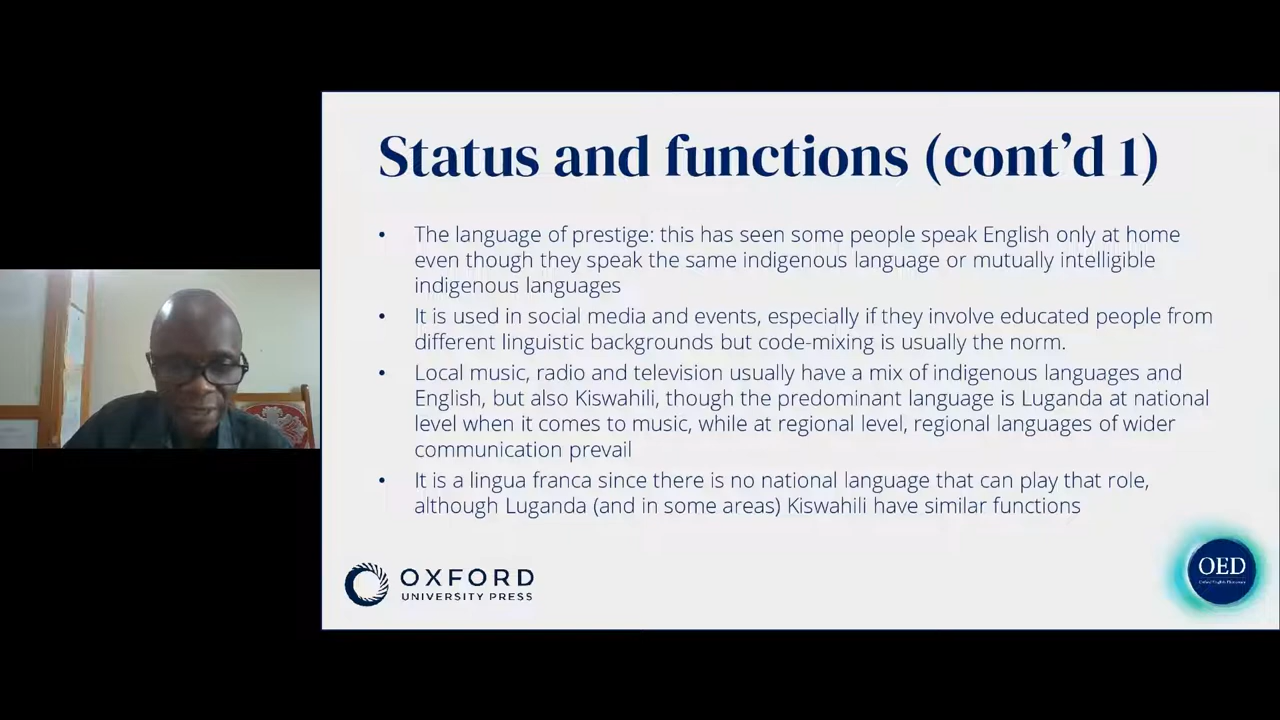 Status and functions (cont’d 1)
• The language of prestige: this has seen some people speak English only at home
even though they speak the same indigenous language or mutually intelligible
indigenous languages
• It is used in social media and events, especially if they involve educated people from
different linguistic backgrounds but code-mixing is usually the norm.
• Local music, radio and television usually have a mix of indigenous languages and
English, but also Kiswahili, though the predominant language is Luganda at national
level when it comes to music, while at regional level, regional languages of wider
communication prevail
• It is a lingua franca since there is no national language that can play that role,
although Luganda (and in some areas) Kiswahili have similar functions
OXFORD
UNIVERSITY PRESS
OED
Oxford English Dictionary